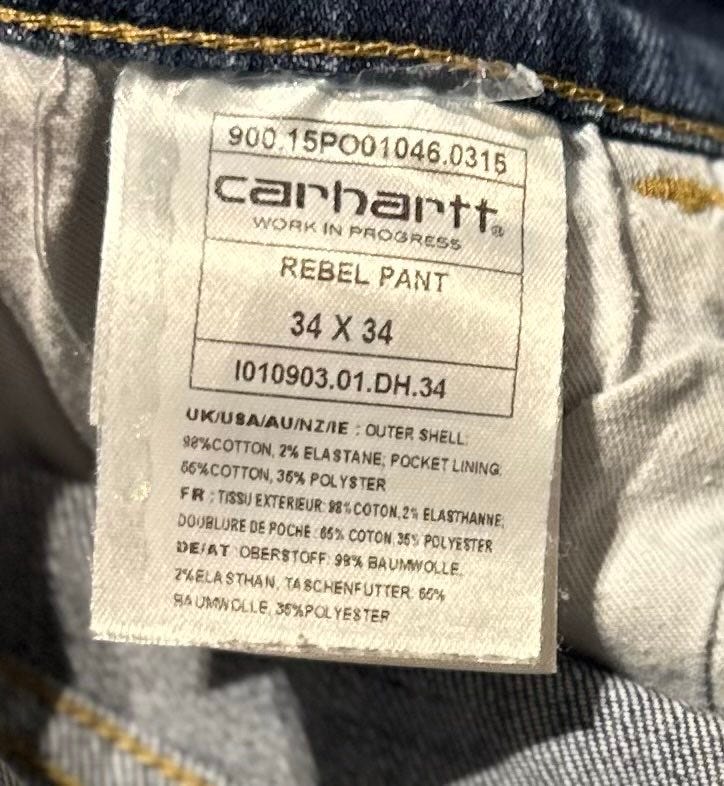 900.15PO01046.0315
carhartt®
WORK IN PROGRESS
REBEL PANT
34 X 34
I010903.01.DH.34
UK/USA/AU/NZ/IE : OUTER SHELL:
98%COTTON, 2% ELASTANE; POCKET LINING:
65%COTTON, 35% POLYSTER
FR : TISSU EXTERIEUR: 98% COTON, 2% ELASTHANNE;
DOUBLURE DE POCHE :65% COTON, 35% POLYESTER
DE/AT :OBERSTOFF: 98% BAUMWOLLE,
2%ELASTHAN, TASCHENFUTTER: 65%
BAUMWOLLE, 35%POLYESTER